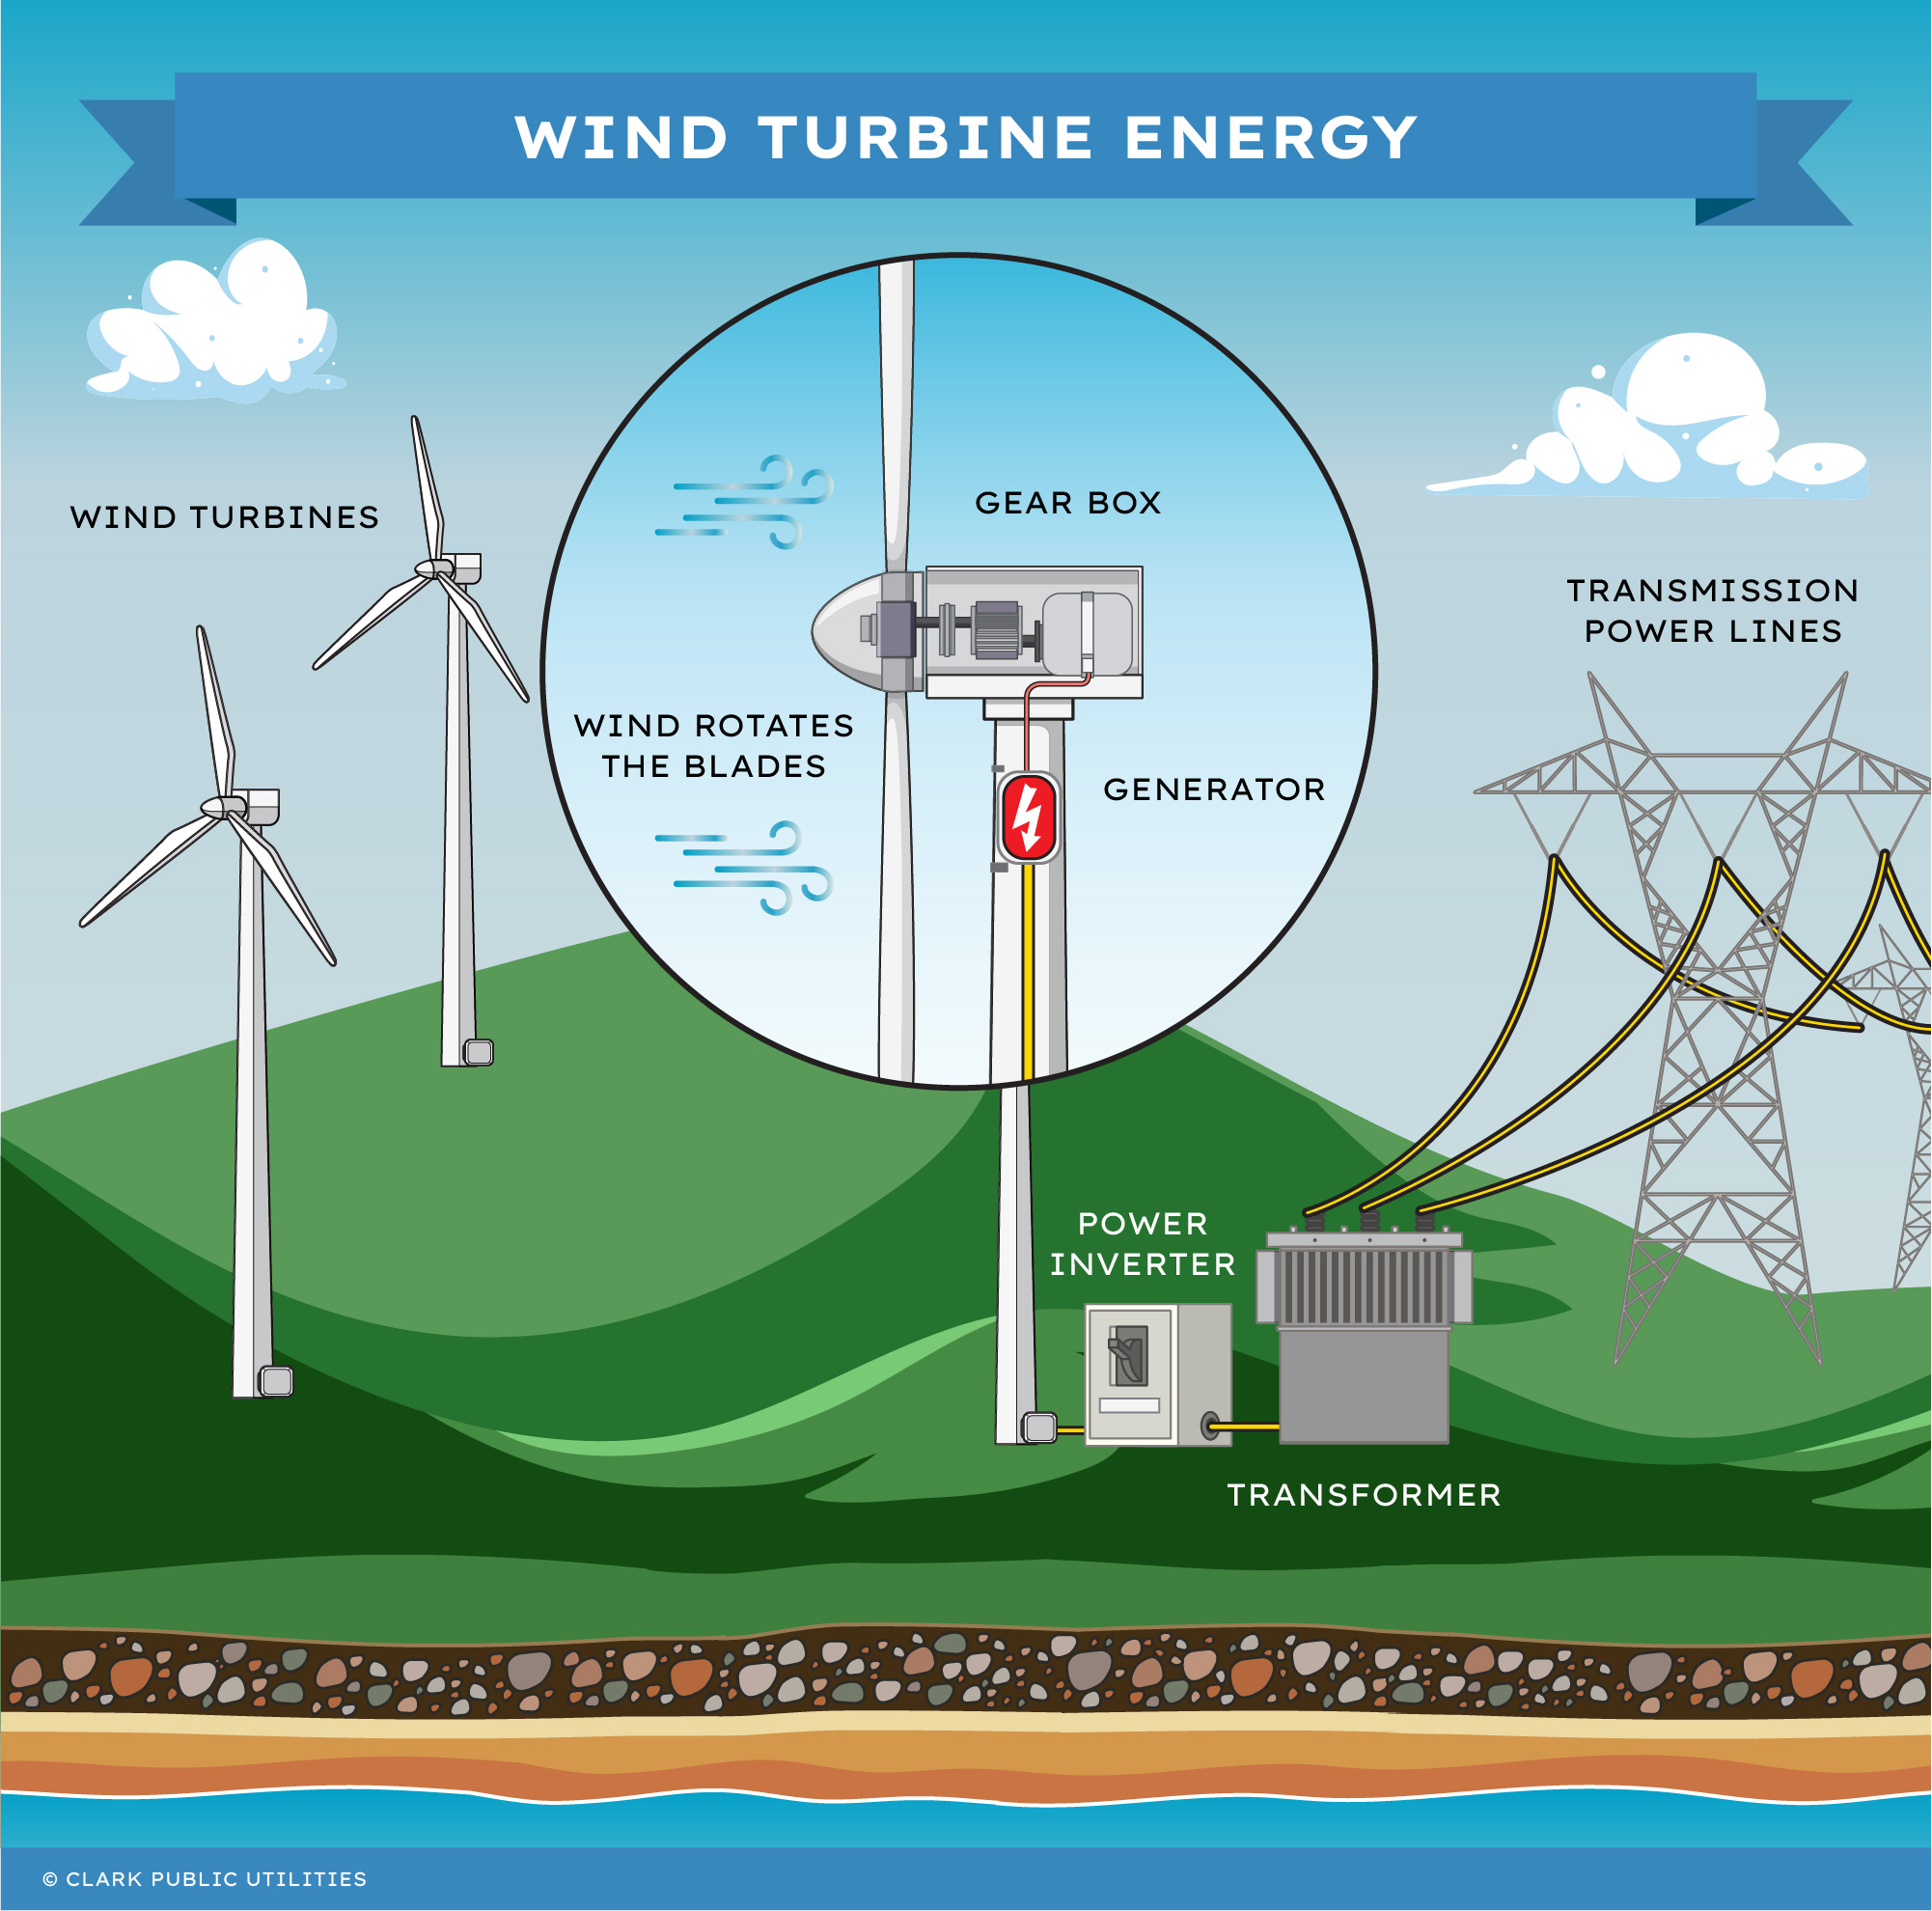 WIND TURBINE ENERGY
WIND TURBINES
GEAR BOX
WIND ROTATES
THE BLADES
GENERATOR
TRANSMISSION
POWER LINES
POWER
INVERTER
TRANSFORMER
© CLARK PUBLIC UTILITIES